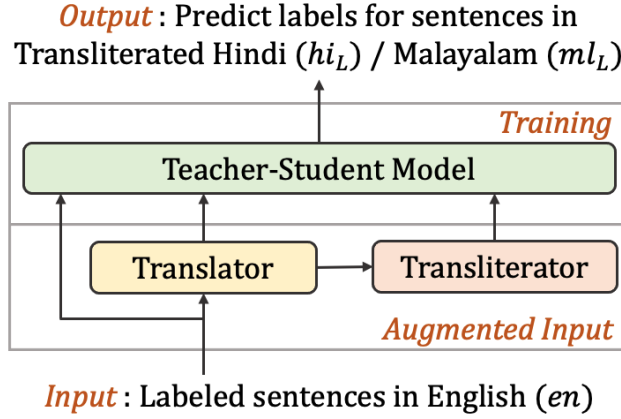 Output : Predict labels for sentences in
Transliterated Hindi (hi_L) / Malayalam (ml_L)
Training
Teacher-Student Model
Translator
Transliterator
Augmented Input
Input : Labeled sentences in English (en)